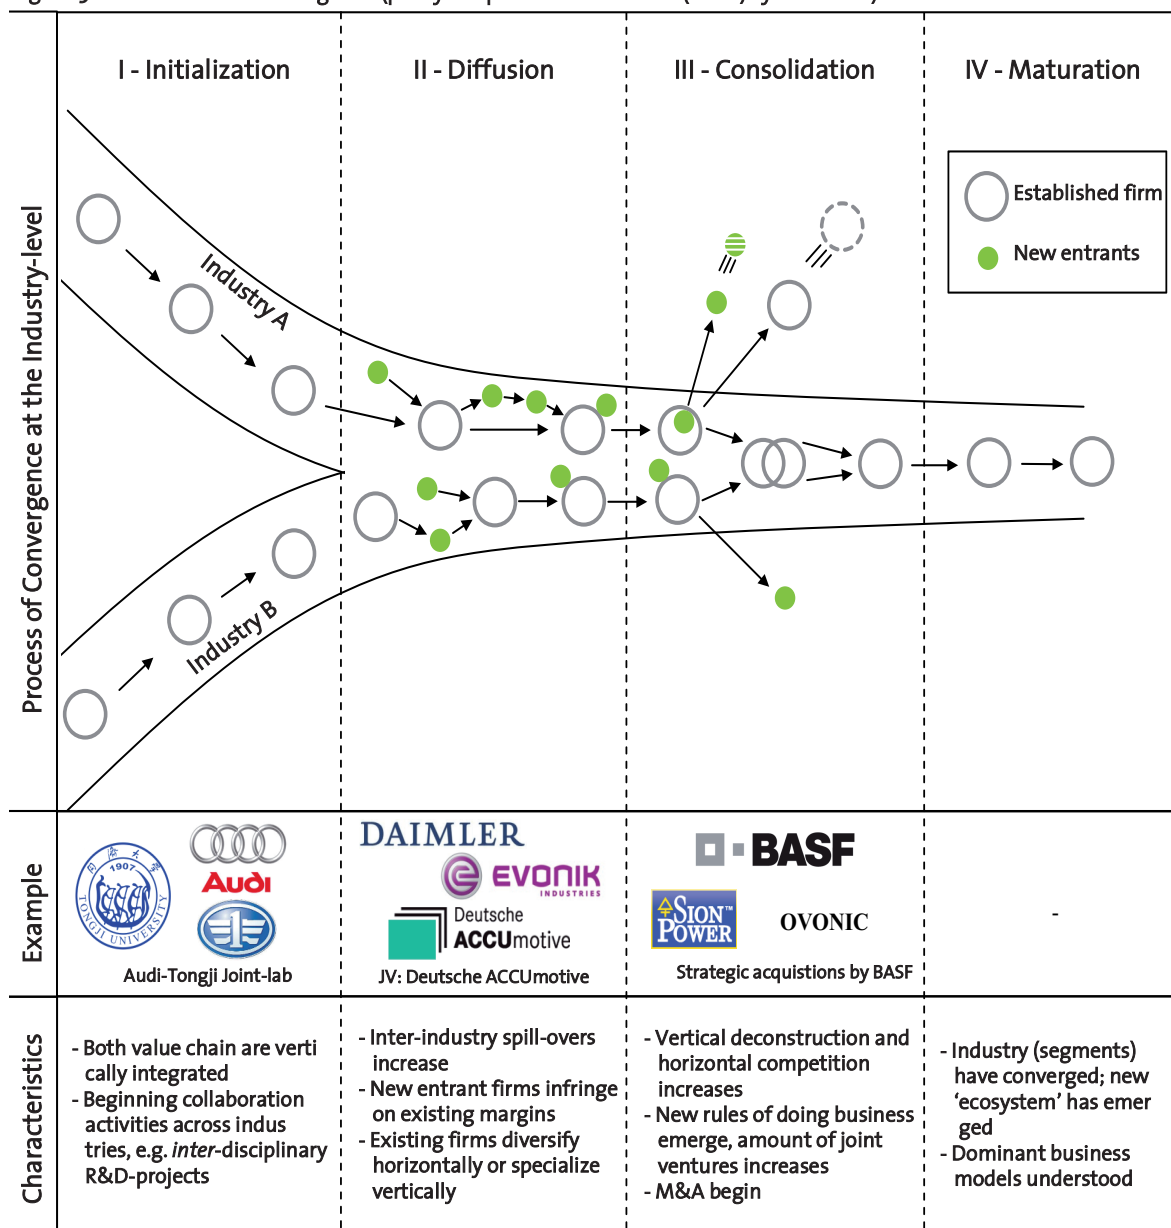 I - Initialization
II - Diffusion
III - Consolidation
IV - Maturation
Process of Convergence at the Industry-level
Established firm
New entrants
Industry A
Industry B
Example
1907
TONGJI UNIVERSITY
Audi
1
Audi-Tongji Joint-lab
DAIMLER
EVONIK
INDUSTRIES
Deutsche
ACCUmotive
JV: Deutsche ACCUmotive
BASF
SION™
POWER
OVONIC
Strategic acquistions by BASF
-
Characteristics
- Both value chain are verti
cally integrated
- Beginning collaboration
activities across indus
tries, e.g. inter-disciplinary
R&D-projects
- Inter-industry spill-overs
increase
- New entrant firms infringe
on existing margins
- Existing firms diversify
horizontally or specialize
vertically
- Vertical deconstruction and
horizontal competition
increases
- New rules of doing business
emerge, amount of joint
ventures increases
- M&A begin
- Industry (segments)
have converged; new
‘ecosystem’ has emer
ged
- Dominant business
models understood